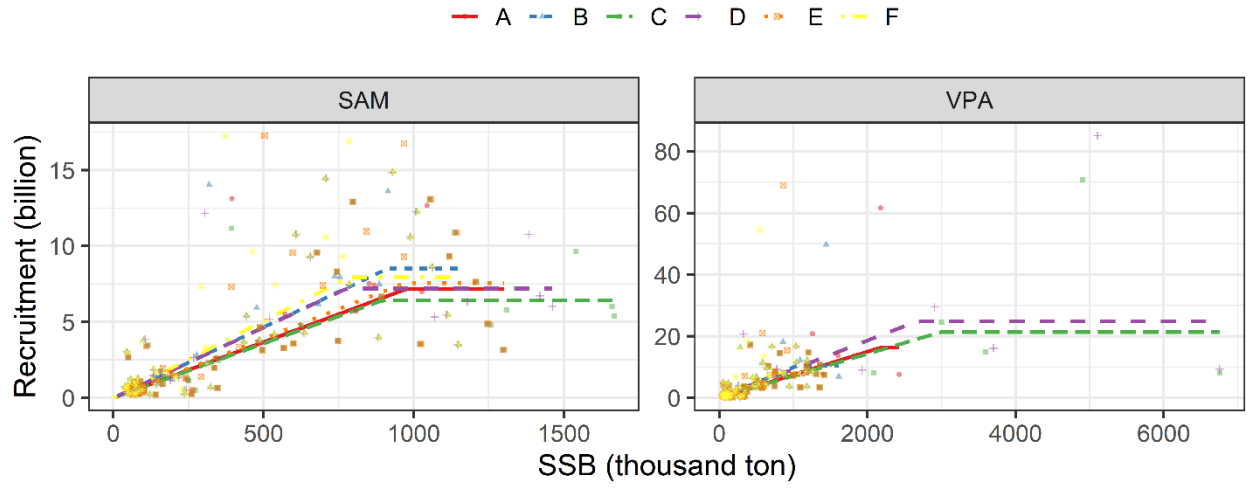 A B C D E F
SAM VPA
Recruitment (billion)
15
10
5
0
80
60
40
20
0
0 500 1000 1500
0 2000 4000 6000
SSB (thousand ton)